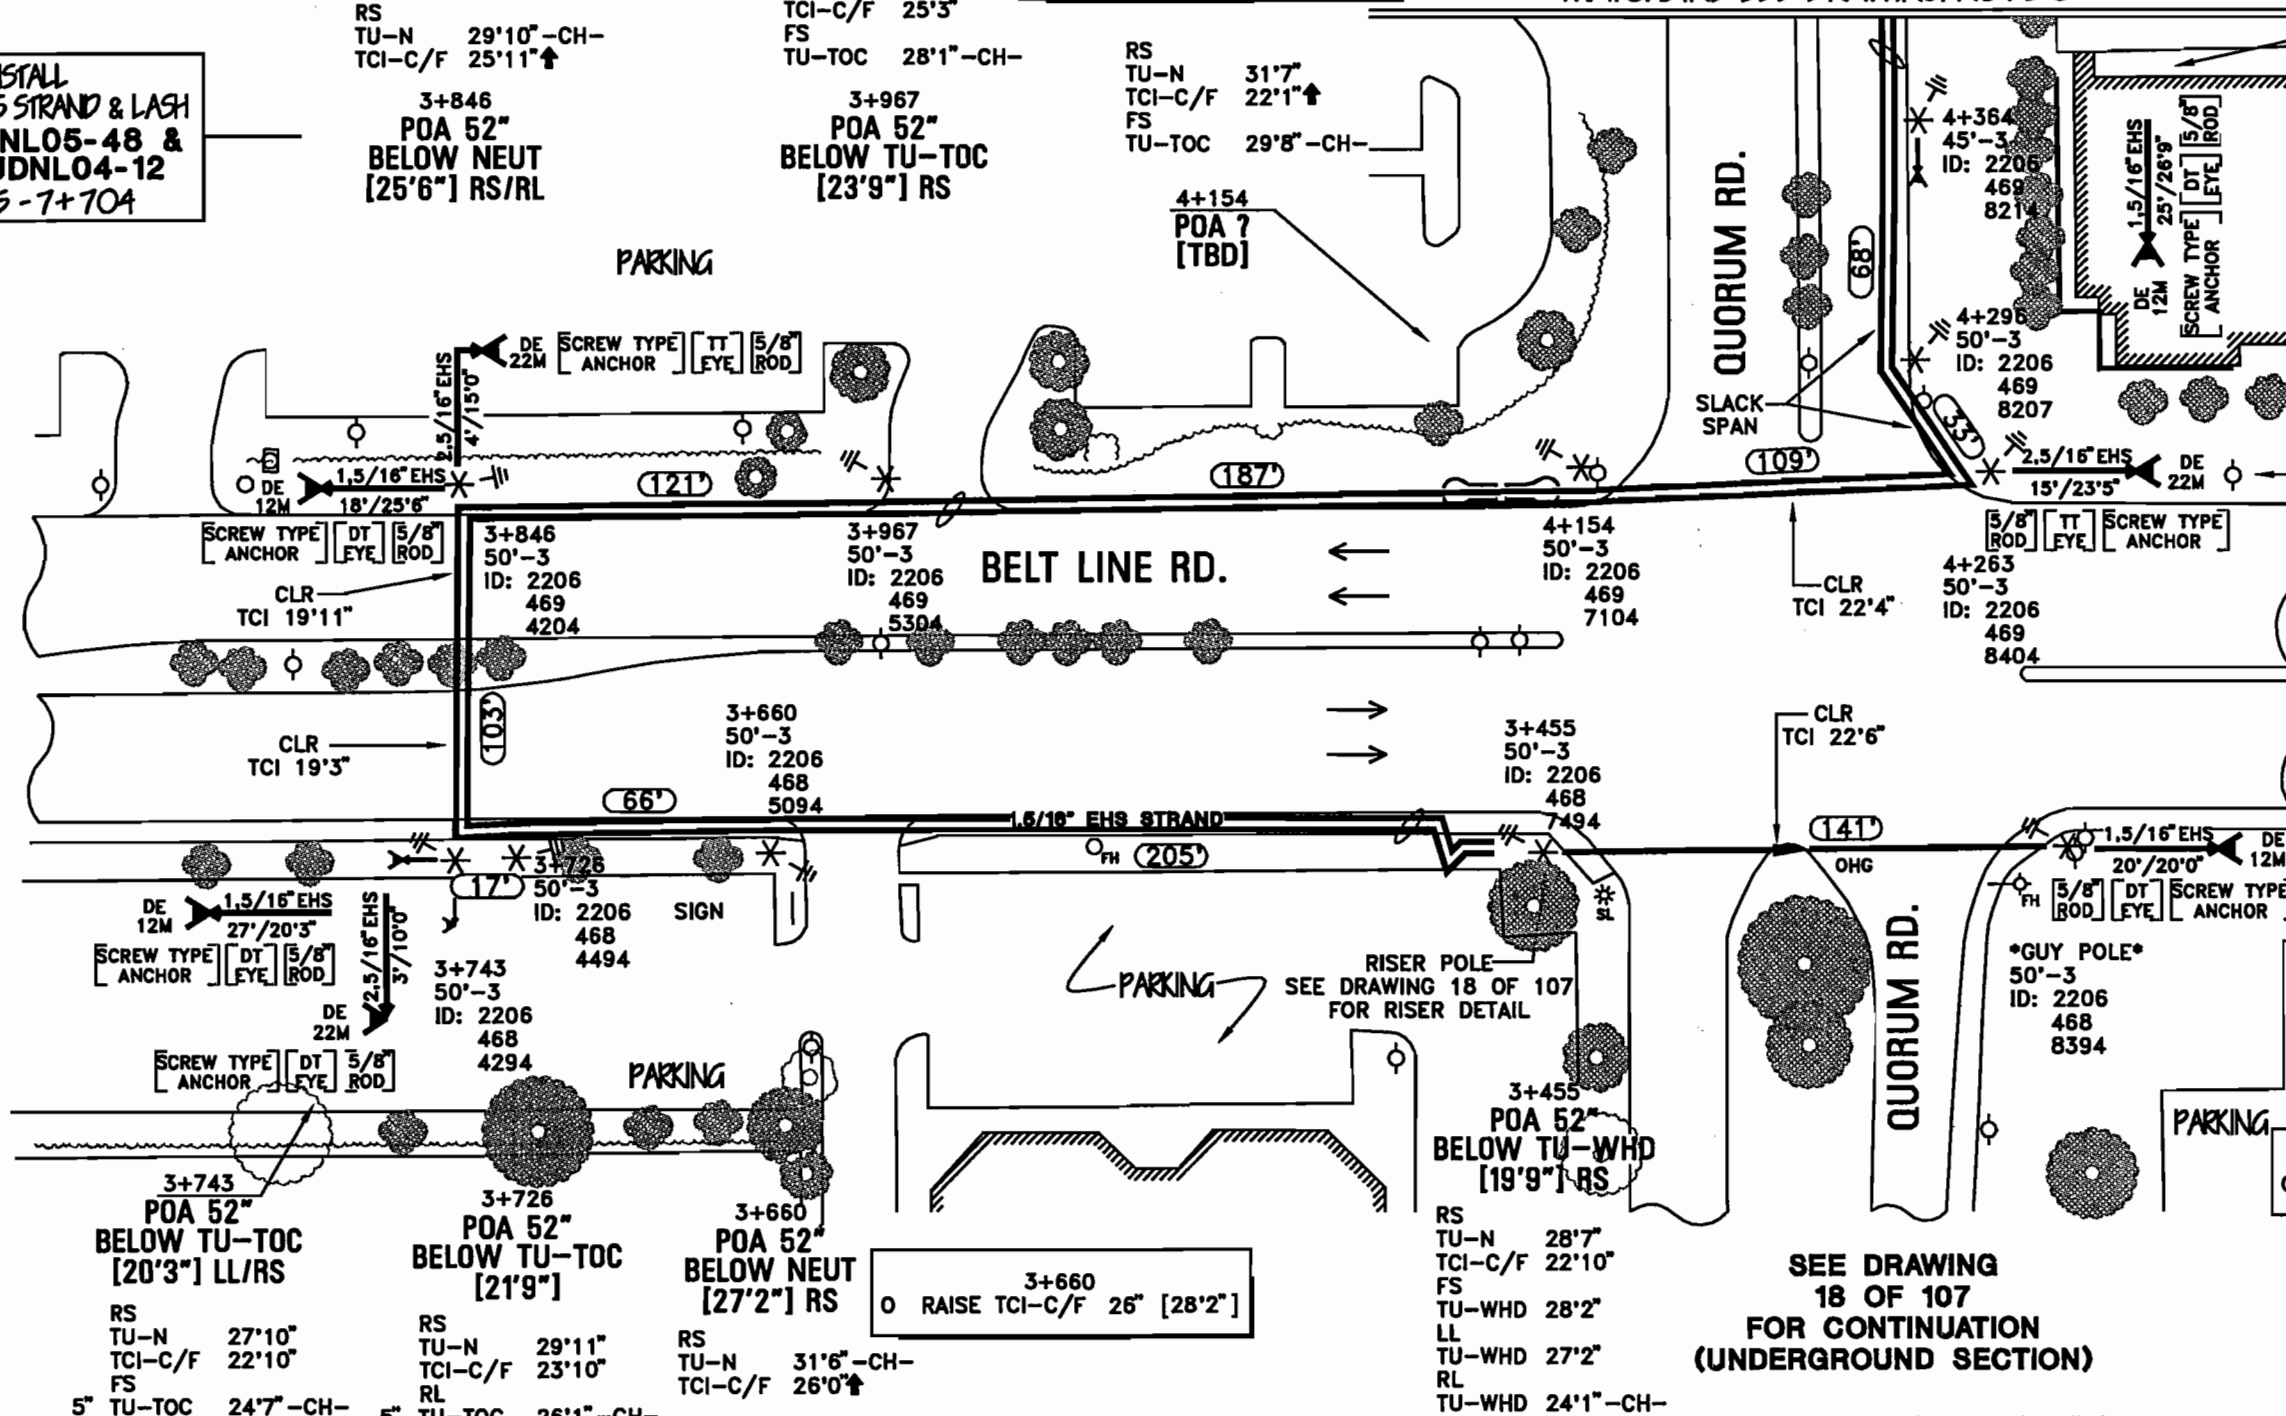 RS
TU-N 29'10"-CH-
TCI-C/F 25'11"
3+846
POA 52"
BELOW NEUT
[25'6"] RS/RL
TCI-C/F 25'3"
FS
TU-TOC 28'1"-CH-
3+967
POA 52"
BELOW TU-TOC
[23'9"] RS
RS
TU-N 31'7"
TCI-C/F 22'1"
FS
TU-TOC 29'8"-CH-
4+154
POA ?
[TBD]
STRAND & LASH
NL05-48 &
JDNL04-12
-7+704
PARKING
QUORUM RD.
68'
4+364
45'-3
ID: 2206
469
8214
1,5/16" EHS
25'/26'9"
DE
12M
SCREW TYPE
ANCHOR
DT
EYE
5/8"
ROD
4+296
50'-3
ID: 2206
469
8207
SLACK
SPAN
33'
109'
2,5/16" EHS
15'/23'5"
DE
22M
5/8"
ROD
TT
EYE
SCREW TYPE
ANCHOR
4+263
50'-3
ID: 2206
469
8404
2,5/16" EHS
4'/15'0"
DE
22M
SCREW TYPE
ANCHOR
TT
EYE
5/8"
ROD
DE
12M
1,5/16" EHS
18'/25'6"
SCREW TYPE
ANCHOR
DT
EYE
5/8"
ROD
121'
187'
3+846
50'-3
ID: 2206
469
4204
3+967
50'-3
ID: 2206
469
5304
BELT LINE RD.
4+154
50'-3
ID: 2206
469
7104
CLR
TCI 22'4"
CLR
TCI 19'11"
103'
CLR
TCI 19'3"
66'
3+660
50'-3
ID: 2206
468
5094
1,5/16" EHS STRAND
205'
FH
3+455
50'-3
ID: 2206
468
7494
CLR
TCI 22'6"
141'
OHG
1,5/16" EHS
20'/20'0"
DE
12M
FH
5/8"
ROD
DT
EYE
SCREW TYPE
ANCHOR
*GUY POLE*
50'-3
ID: 2206
468
8394
17'
3+726
50'-3
ID: 2206
468
4494
SIGN
DE
12M
1,5/16" EHS
27'/20'3"
SCREW TYPE
ANCHOR
DT
EYE
5/8"
ROD
2,5/16" EHS
3'/10'0"
DE
22M
SCREW TYPE
ANCHOR
DT
EYE
5/8"
ROD
3+743
50'-3
ID: 2206
468
4294
PARKING
PARKING
RISER POLE
SEE DRAWING 18 OF 107
FOR RISER DETAIL
SL
QUORUM RD.
PARKING
3+743
POA 52"
BELOW TU-TOC
[20'3"] LL/RS
RS
TU-N 27'10"
TCI-C/F 22'10"
FS
5" TU-TOC 24'7"-CH-
3+726
POA 52"
BELOW TU-TOC
[21'9"]
RS
TU-N 29'11"
TCI-C/F 23'10"
RL
5" TU-TOC 26'1"-CH-
3+660
POA 52"
BELOW NEUT
[27'2"] RS
RS
TU-N 31'6"-CH-
TCI-C/F 26'0"
3+660
O RAISE TCI-C/F 26" [28'2"]
3+455
POA 52"
BELOW TU-WHD
[19'9"] RS
RS
TU-N 28'7"
TCI-C/F 22'10"
FS
TU-WHD 28'2"
LL
TU-WHD 27'2"
RL
TU-WHD 24'1"-CH-
SEE DRAWING
18 OF 107
FOR CONTINUATION
(UNDERGROUND SECTION)